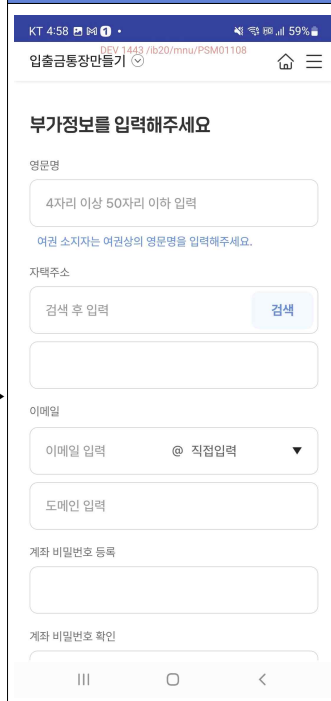 KT 4:58
59%
DEV 1443 /ib20/mnu/PSM01108
입출금통장만들기
부가정보를 입력해주세요
영문명
4자리 이상 50자리 이하 입력
여권 소지자는 여권상의 영문명을 입력해주세요.
자택주소
검색 후 입력 검색
이메일
이메일 입력 @ 직접입력 ▼
도메인 입력
계좌 비밀번호 등록
계좌 비밀번호 확인